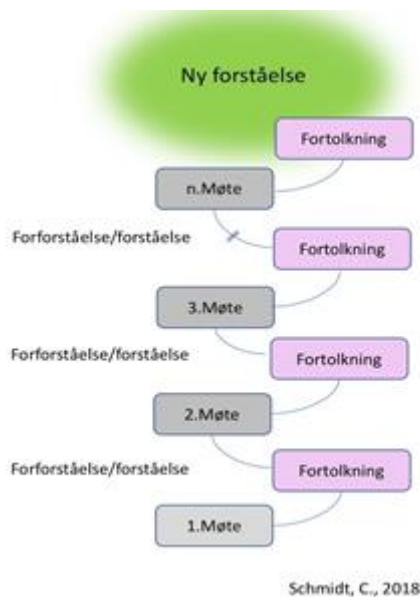 Ny forståelse
Fortolkning
n.Møte
Forforståelse/forståelse
Fortolkning
3.Møte
Forforståelse/forståelse
Fortolkning
2.Møte
Forforståelse/forståelse
Fortolkning
1.Møte
Schmidt, C., 2018